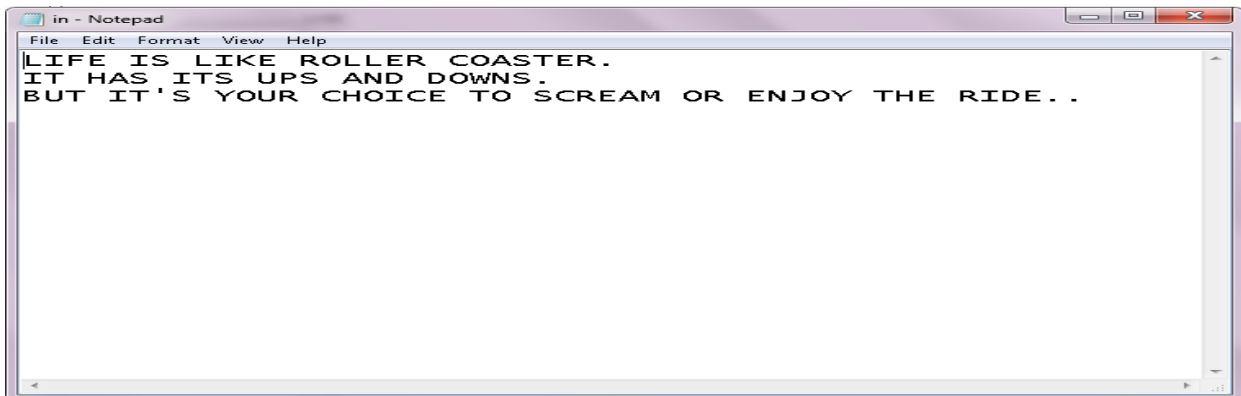 in - Notepad
File Edit Format View Help
LIFE IS LIKE ROLLER COASTER.
IT HAS ITS UPS AND DOWNS.
BUT IT'S YOUR CHOICE TO SCREAM OR ENJOY THE RIDE..